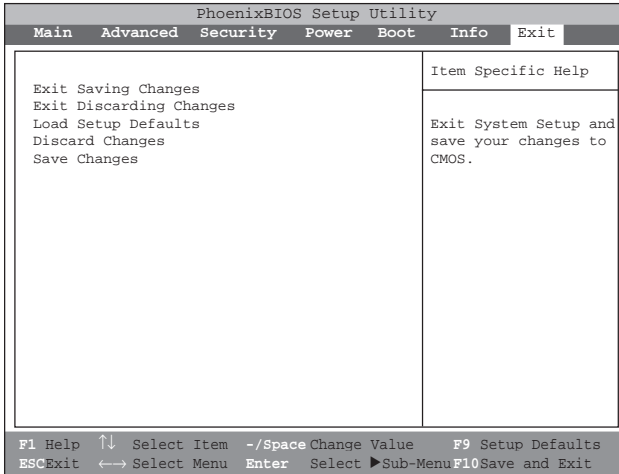 PhoenixBIOS Setup Utility
Main Advanced Security Power Boot Info Exit
Item Specific Help
Exit Saving Changes
Exit Discarding Changes
Load Setup Defaults
Discard Changes
Save Changes
Exit System Setup and
save your changes to
CMOS.
F1 Help ↑↓ Select Item -/Space Change Value F9 Setup Defaults
ESC Exit ←→ Select Menu Enter Select ▶Sub-Menu F10 Save and Exit